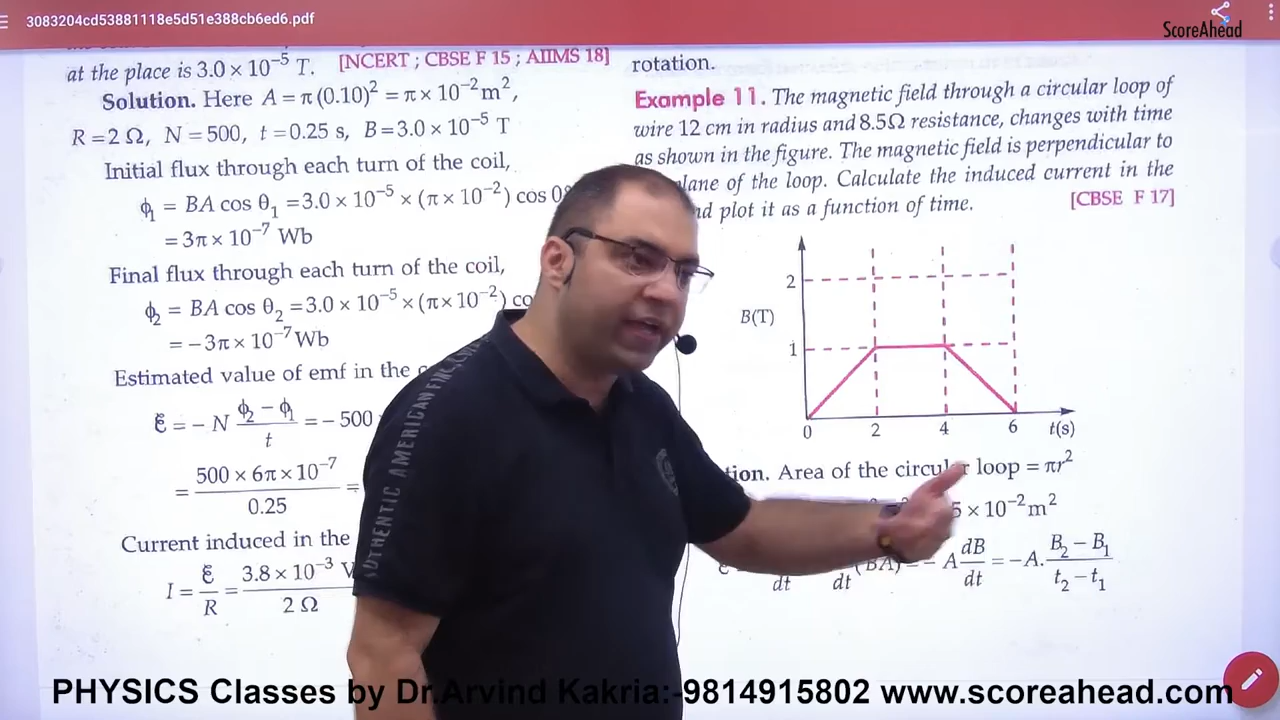 3083204cd53881118e5d51e388cb6ed6.pdf
ScoreAhead
at the place is 3.0 × 10⁻⁵ T. [NCERT ; CBSE F 15 ; AIIMS 18]
Solution. Here A = π (0.10)² = π × 10⁻² m²,
R = 2 Ω, N = 500, t = 0.25 s, B = 3.0 × 10⁻⁵ T
Initial flux through each turn of the coil,
ϕ₁ = BA cos θ₁ = 3.0 × 10⁻⁵ × (π × 10⁻²) cos 0°
= 3π × 10⁻⁷ Wb
Final flux through each turn of the coil,
ϕ₂ = BA cos θ₂ = 3.0 × 10⁻⁵ × (π × 10⁻²)
= − 3π × 10⁻⁷ Wb
Estimated value of emf in the
ℰ = − N (ϕ₂ − ϕ₁) / t = − 500
= (500 × 6π × 10⁻⁷) / 0.25 =
Current induced in the
I = ℰ / R = 3.8 × 10⁻³ V / 2 Ω
rotation.
Example 11. The magnetic field through a circular loop of
wire 12 cm in radius and 8.5Ω resistance, changes with time
as shown in the figure. The magnetic field is perpendicular to
plane of the loop. Calculate the induced current in the
plot it as a function of time. [CBSE F 17]
2
B(T)
1
0 2 4 6 t(s)
Area of the circular loop = πr²
× 10⁻² m²
dt dt (BA) = − A dB/dt = − A. (B₂ − B₁) / (t₂ − t₁)
PHYSICS Classes by Dr.Arvind Kakria:-9814915802 www.scoreahead.com